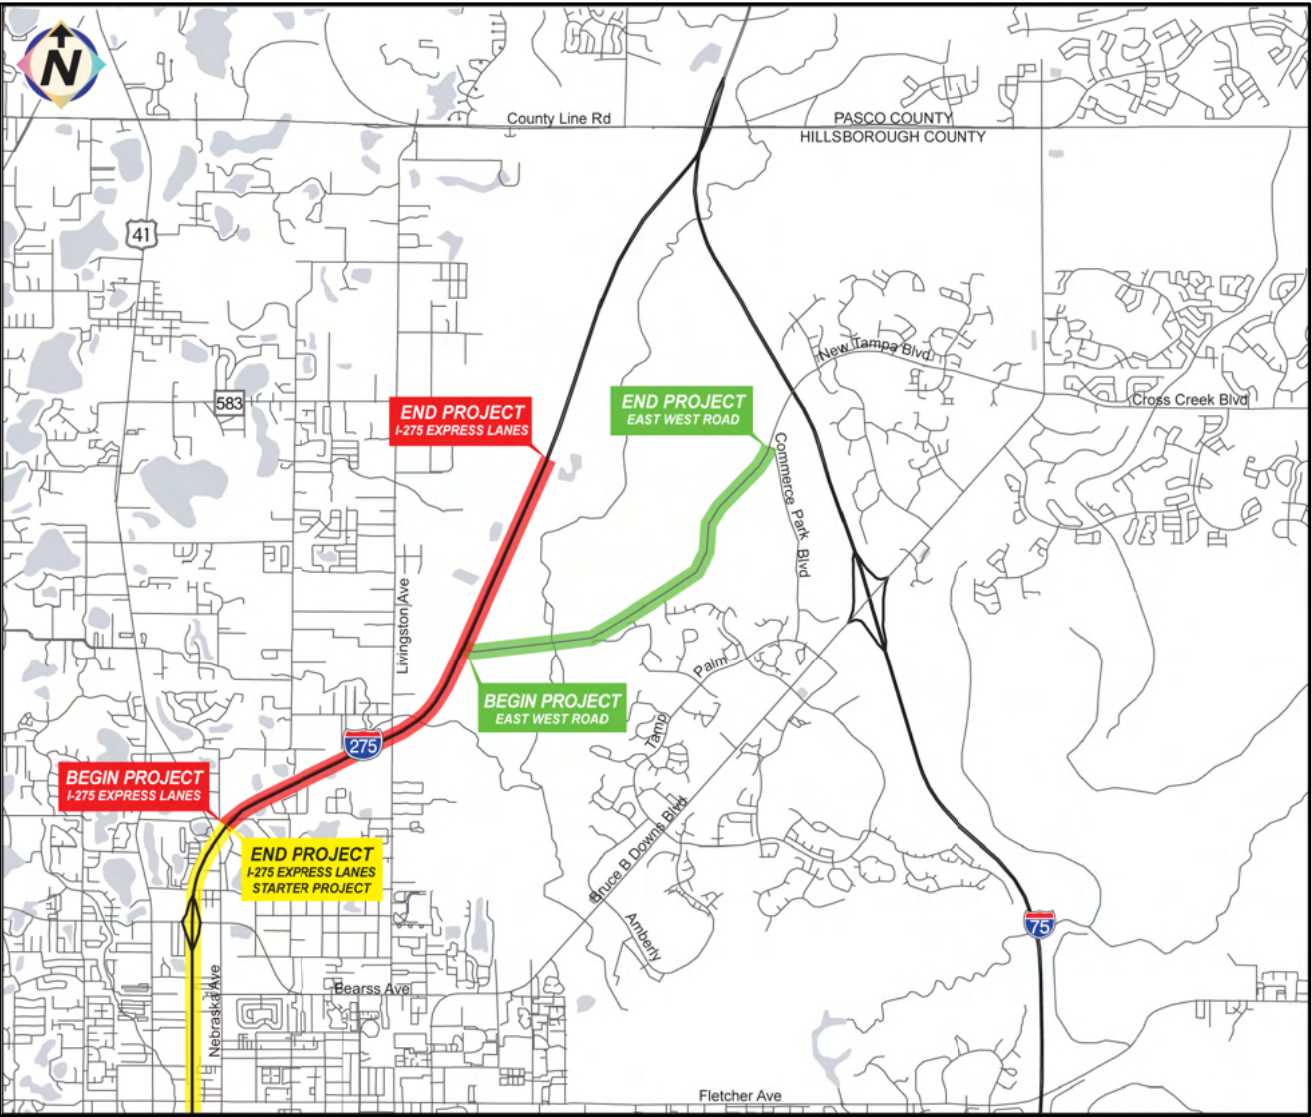 N
County Line Rd
PASCO COUNTY
HILLSBOROUGH COUNTY
41
New Tampa Blvd
583
Cross Creek Blvd
END PROJECT
I-275 EXPRESS LANES
END PROJECT
EAST WEST ROAD
Commerce Park Blvd
Livingston Ave
Tamp
Palm
BEGIN PROJECT
EAST WEST ROAD
275
BEGIN PROJECT
I-275 EXPRESS LANES
END PROJECT
I-275 EXPRESS LANES
STARTER PROJECT
Bruce B Downs Blvd
Amberly
75
Nebraska Ave
Bearss Ave
Fletcher Ave